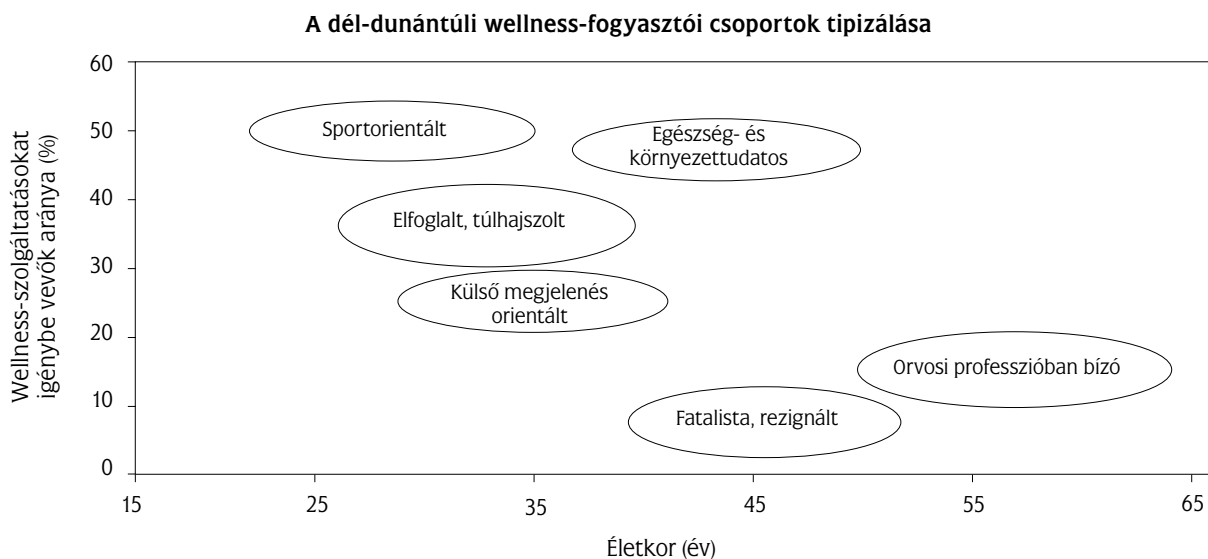 A dél-dunántúli wellness-fogyasztói csoportok tipizálása
Wellness-szolgáltatásokat
igénybe vevők aránya (%)
60
50
40
30
20
10
0
Sportorientált
Egészség- és
környezettudatos
Elfoglalt, túlhajszolt
Külső megjelenés
orientált
Orvosi professzióban bízó
Fatalista, rezignált
15 25 35 45 55 65
Életkor (év)